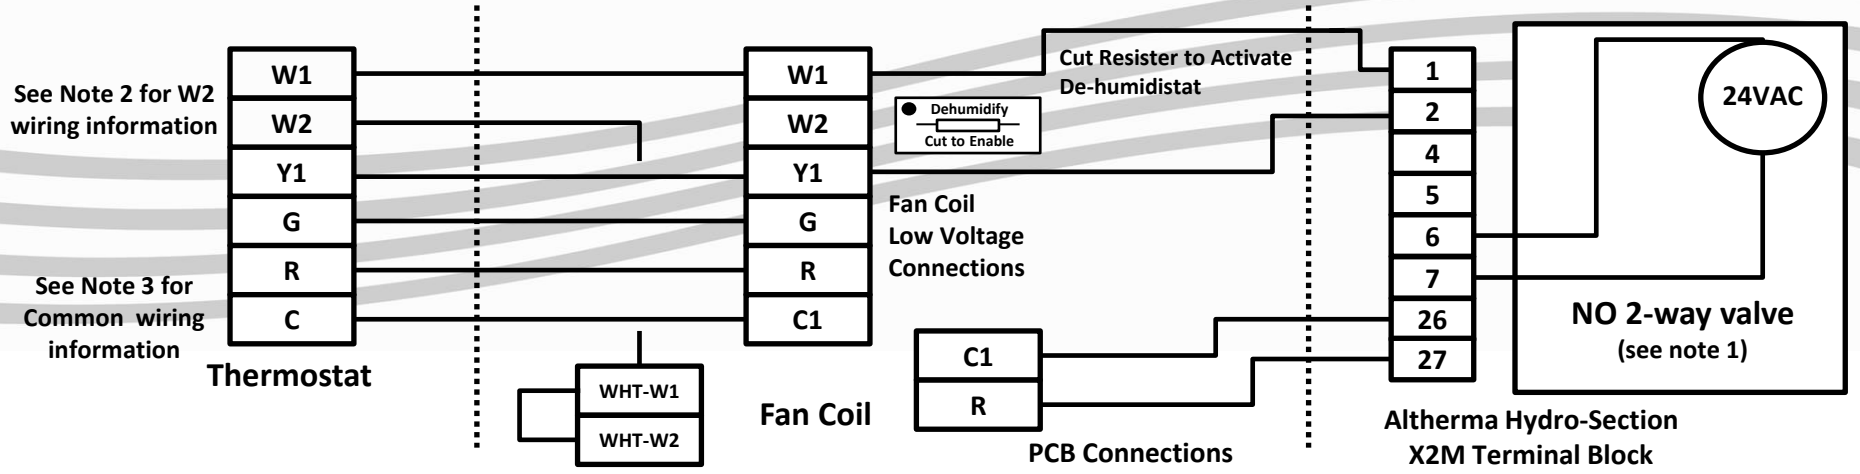 See Note 2 for W2
wiring information
See Note 3 for
Common wiring
information
W1
W2
Y1
G
R
C
Thermostat
WHT-W1
WHT-W2
W1
W2
Y1
G
R
C1
Fan Coil
Cut Resister to Activate
De-humidistat
Dehumidify
Cut to Enable
Fan Coil
Low Voltage
Connections
C1
R
PCB Connections
1
2
4
5
6
7
26
27
Altherma Hydro-Section
X2M Terminal Block
24VAC
NO 2-way valve
(see note 1)